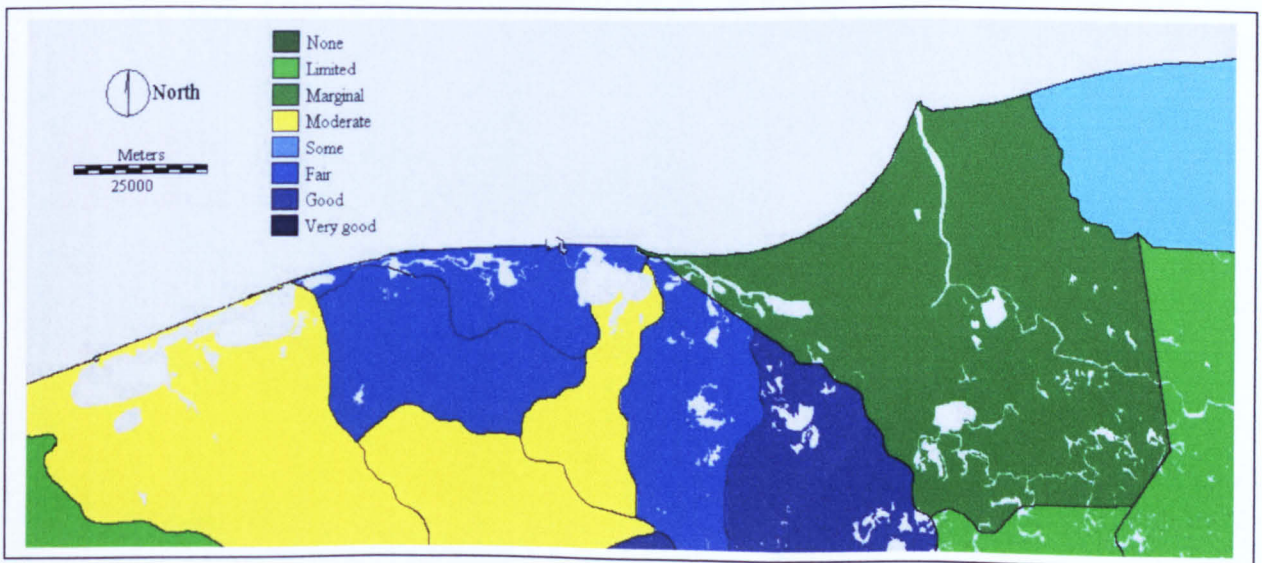 North
Meters
25000
None
Limited
Marginal
Moderate
Some
Fair
Good
Very good